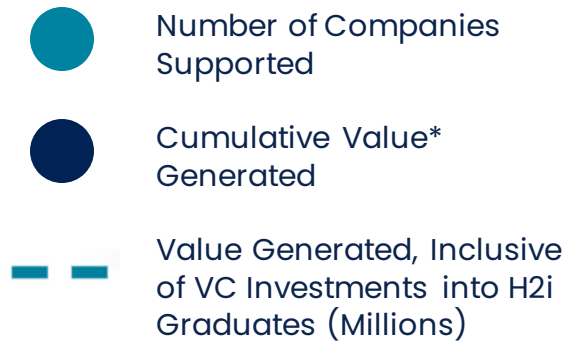 Number of Companies
Supported
Cumulative Value*
Generated
Value Generated, Inclusive
of VC Investments into H2i
Graduates (Millions)